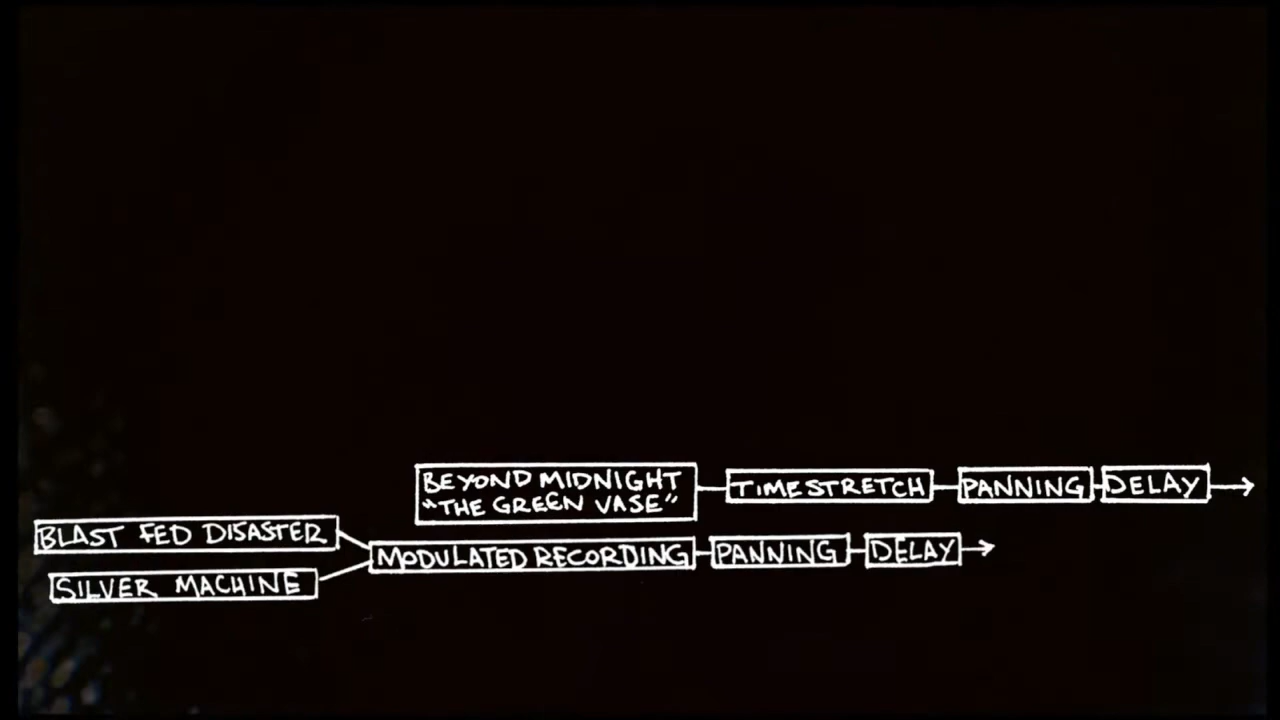 BEYOND MIDNIGHT
"THE GREEN VASE"
TIMESTRETCH
PANNING
DELAY
BLAST FED DISASTER
SILVER MACHINE
MODULATED RECORDING
PANNING
DELAY